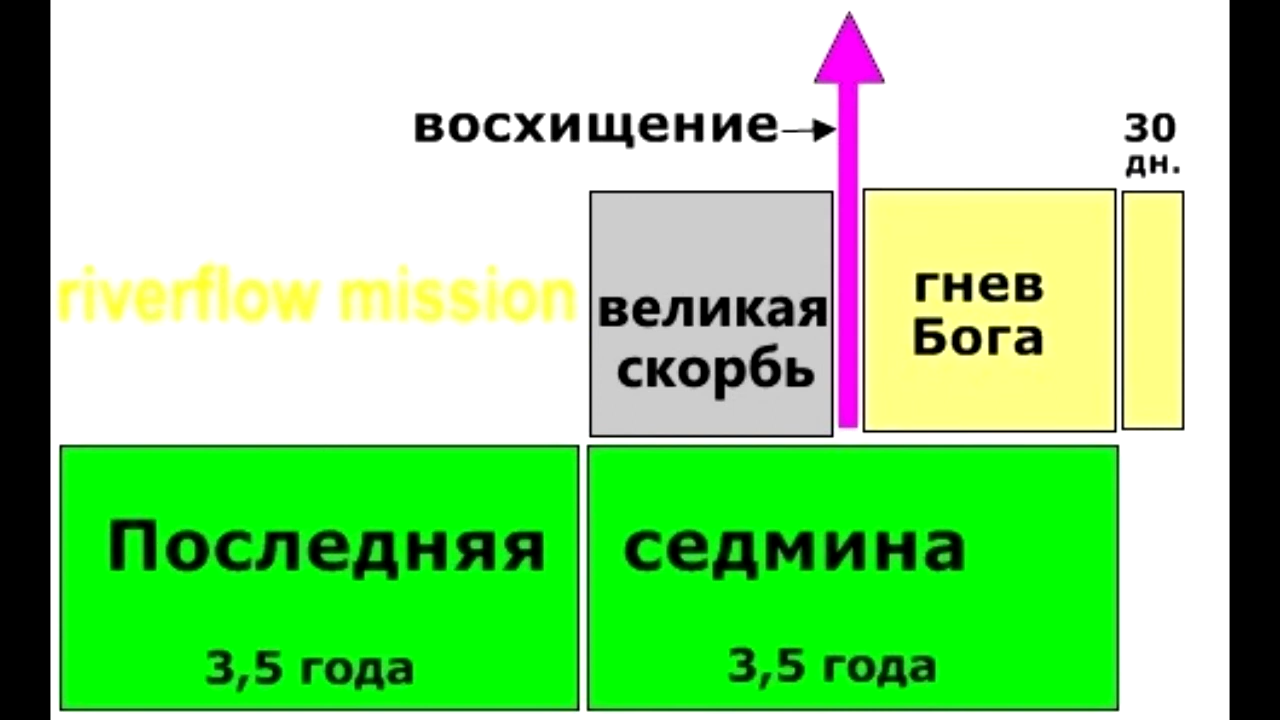 восхищение
30
дн.
riverflow mission
великая
скорбь
гнев
Бога
Последняя седмина
3,5 года 3,5 года